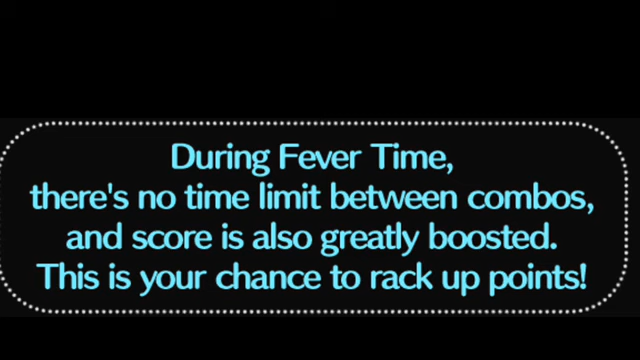 During Fever Time,
there's no time limit between combos,
and score is also greatly boosted.
This is your chance to rack up points!